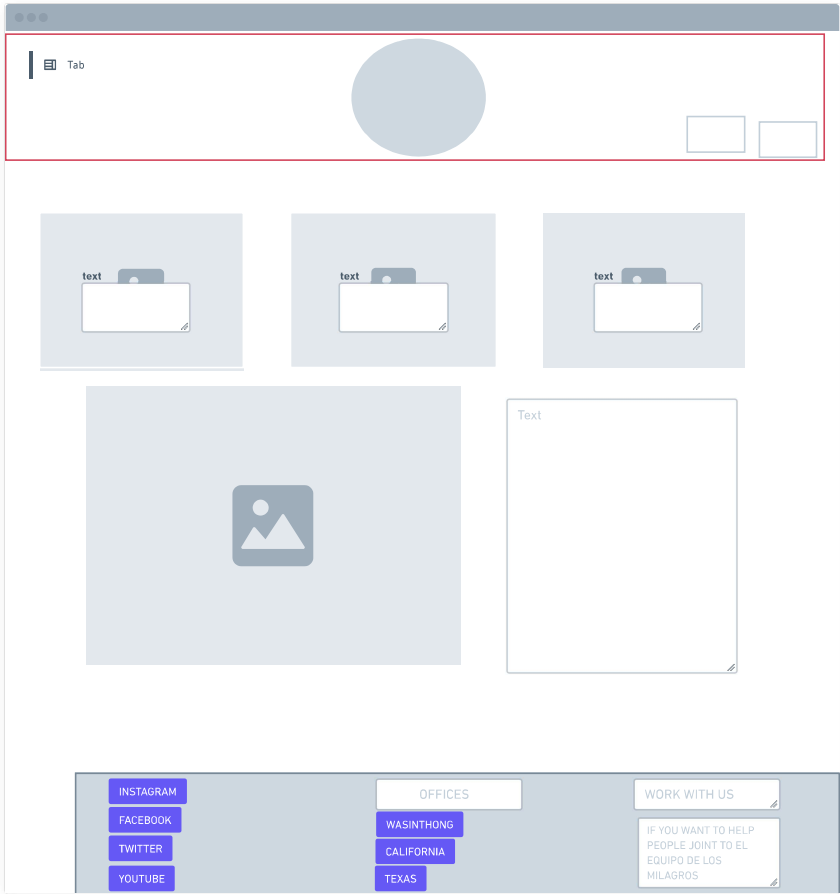 Tab
text
text
text
Text
INSTAGRAM
FACEBOOK
TWITTER
YOUTUBE
OFFICES
WASINTHONG
CALIFORNIA
TEXAS
WORK WITH US
IF YOU WANT TO HELP
PEOPLE JOINT TO EL
EQUIPO DE LOS
MILAGROS